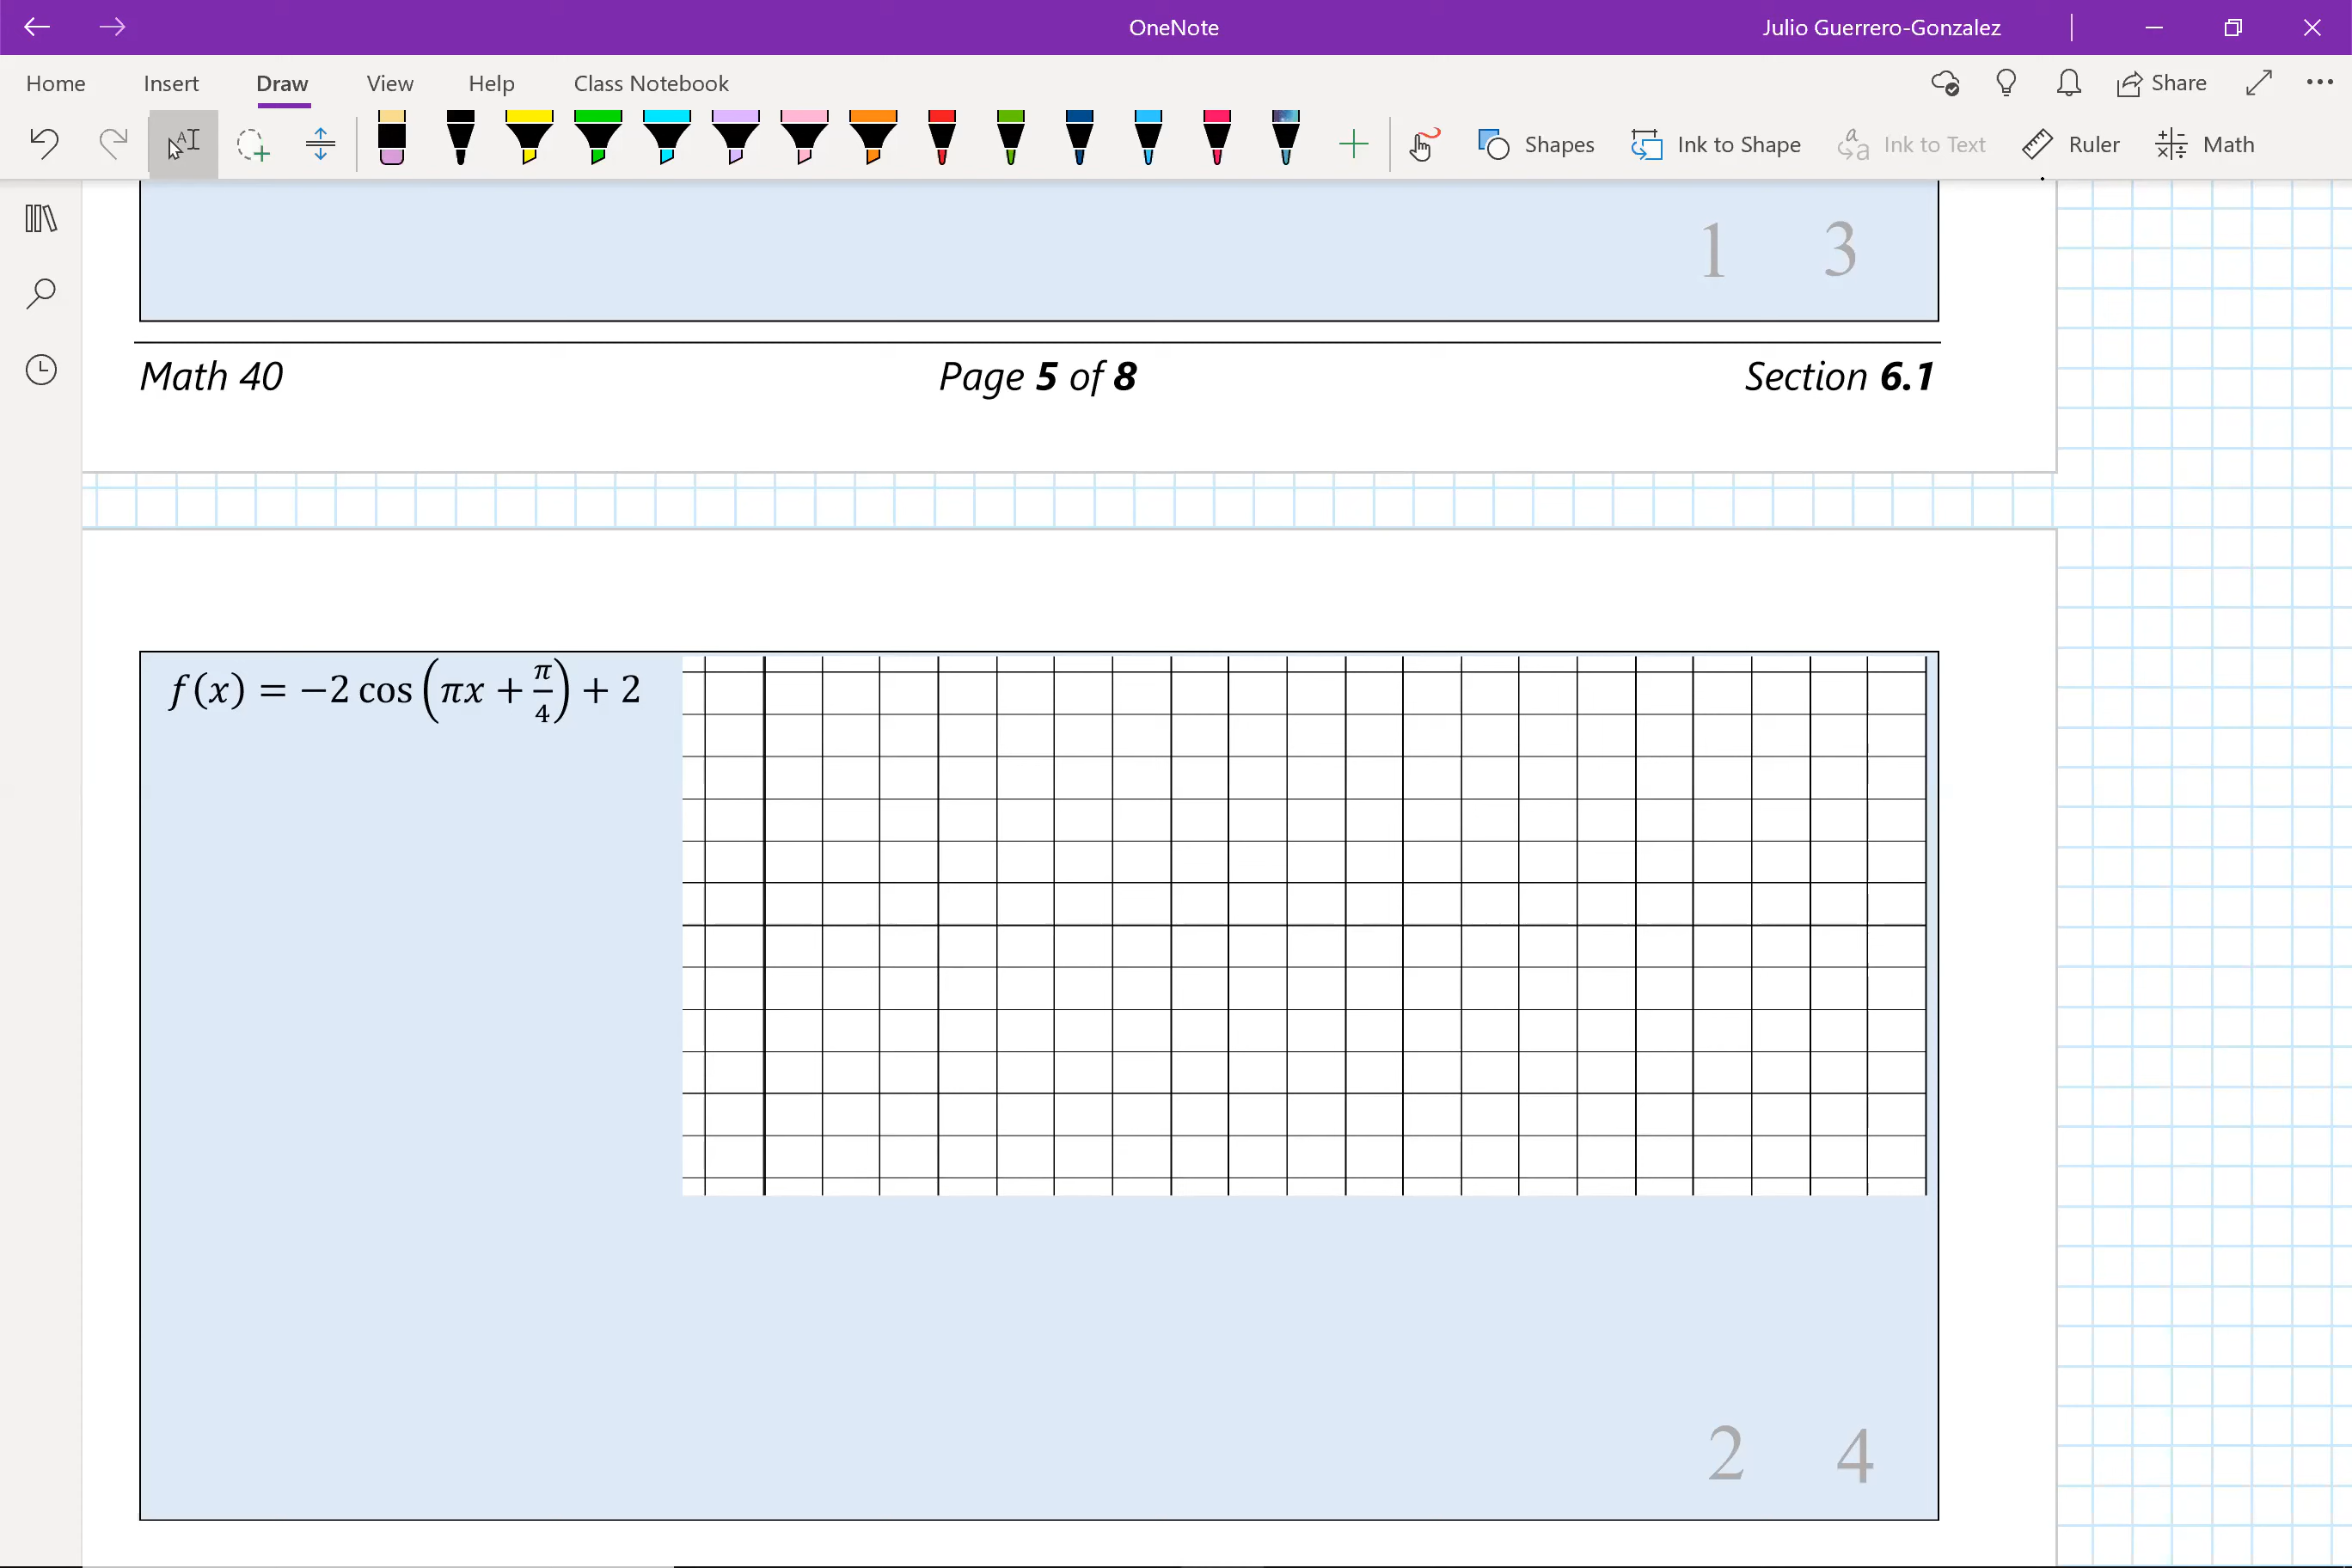 OneNote
Julio Guerrero-Gonzalez
Home Insert Draw View Help Class Notebook
Share
Shapes Ink to Shape Ink to Text Ruler Math
1 3
Math 40 Page 5 of 8 Section 6.1
f(x) = −2 cos(πx + π/4) + 2
2 4